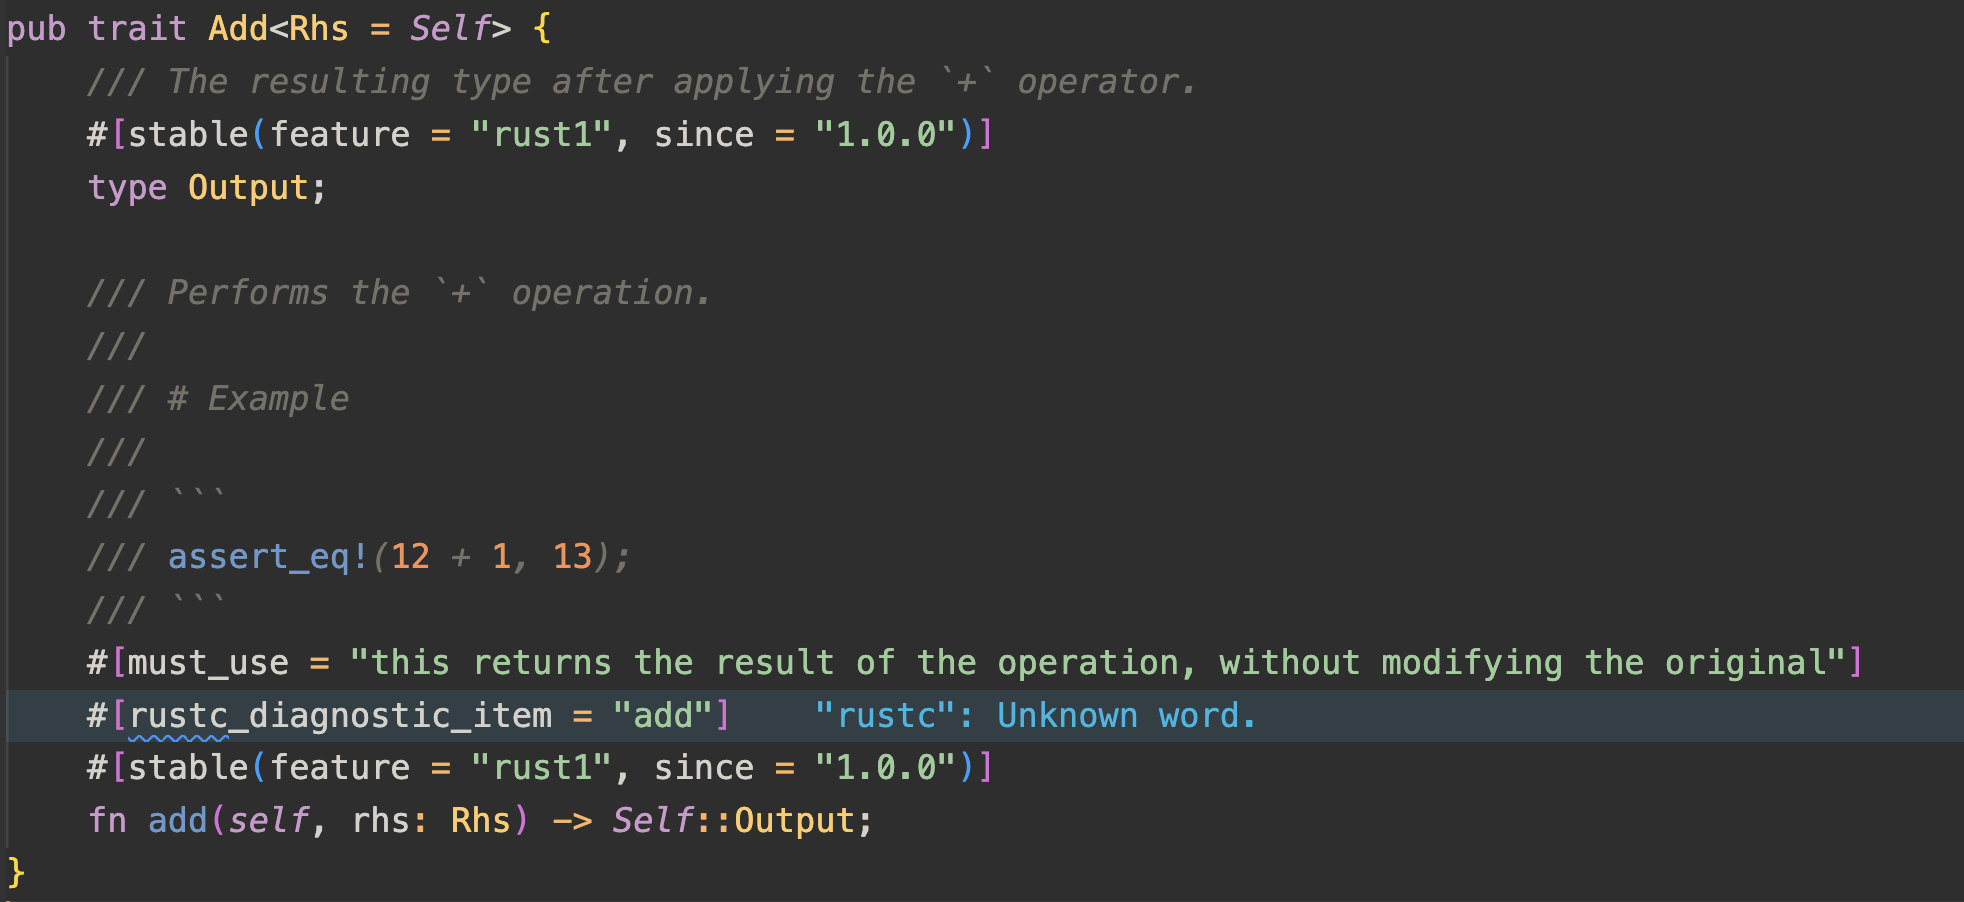 pub trait Add<Rhs = Self> {
    /// The resulting type after applying the `+` operator.
    #[stable(feature = "rust1", since = "1.0.0")]
    type Output;

    /// Performs the `+` operation.
    ///
    /// # Example
    ///
    /// ```
    /// assert_eq!(12 + 1, 13);
    /// ```
    #[must_use = "this returns the result of the operation, without modifying the original"]
    #[rustc_diagnostic_item = "add"]    "rustc": Unknown word.
    #[stable(feature = "rust1", since = "1.0.0")]
    fn add(self, rhs: Rhs) -> Self::Output;
}